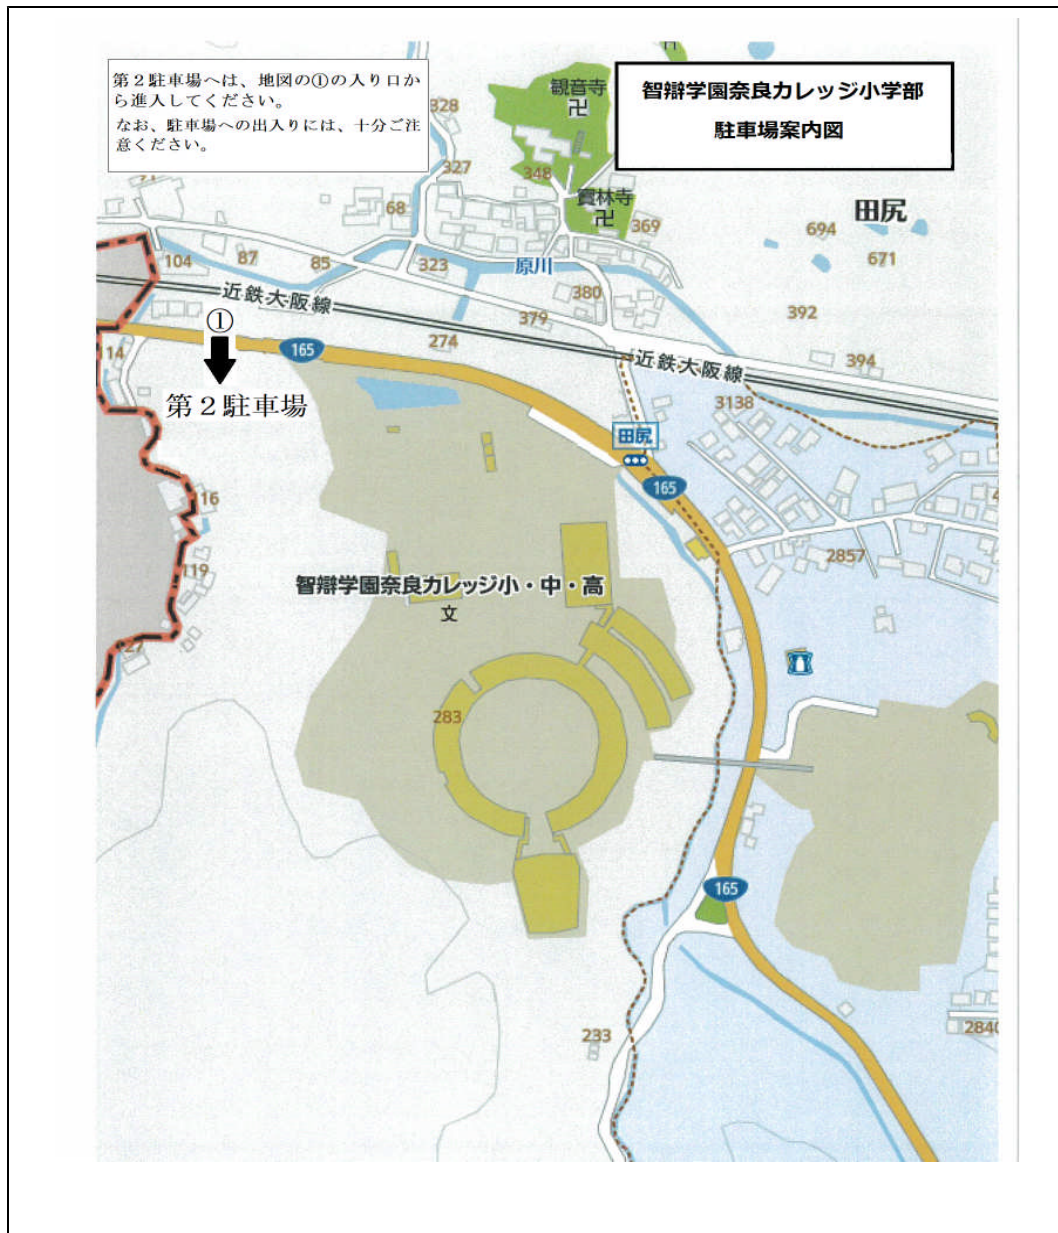 第２駐車場へは、地図の①の入り口か
ら進入してください。
なお、駐車場への出入りには、十分ご注
意ください。
智辯学園奈良カレッジ小学部
駐車場案内図
観音寺
328
327
348
71
68
寳林寺
369
田尻
694
671
104
87
85
323
原川
380
392
近鉄大阪線
379
①
274
165
14
394
近鉄大阪線
第２駐車場
3138
田尻
165
16
2857
119
智辯学園奈良カレッジ小・中・高
文
27
283
165
233
2840